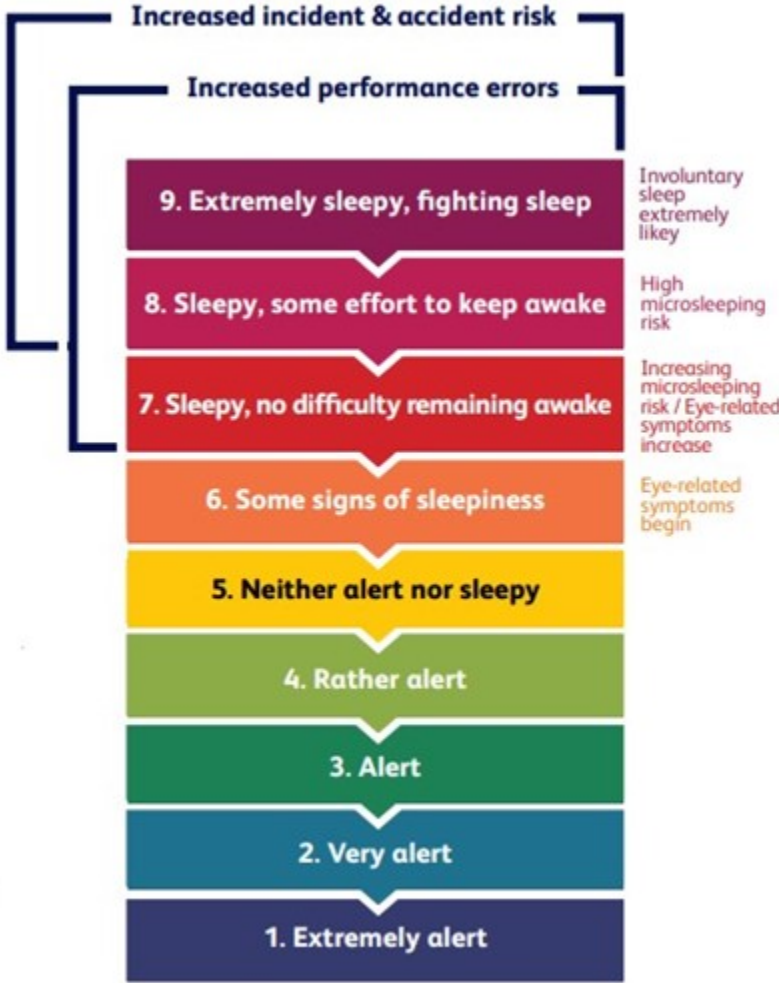 Increased incident & accident risk
Increased performance errors
9. Extremely sleepy, fighting sleep
Involuntary
sleep
extremely
likey
8. Sleepy, some effort to keep awake
High
microsleeping
risk
7. Sleepy, no difficulty remaining awake
Increasing
microsleeping
risk / Eye-related
symptoms
increase
6. Some signs of sleepiness
Eye-related
symptoms
begin
5. Neither alert nor sleepy
4. Rather alert
3. Alert
2. Very alert
1. Extremely alert